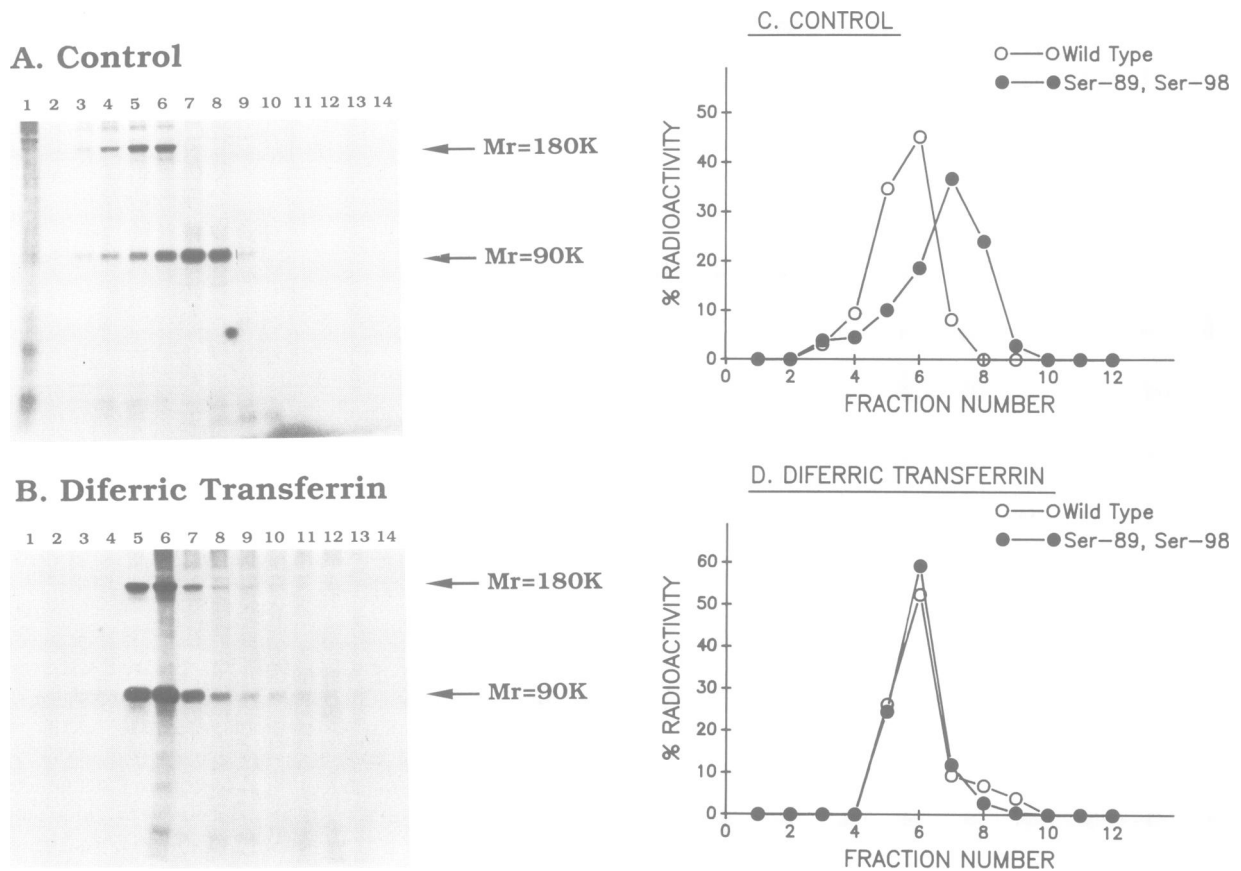 A. Control
1 2 3 4 5 6 7 8 9 10 11 12 13 14
Mr=180K
Mr=90K
B. Diferric Transferrin
1 2 3 4 5 6 7 8 9 10 11 12 13 14
Mr=180K
Mr=90K
C. CONTROL
Wild Type
Ser-89, Ser-98
% RADIOACTIVITY
50
40
30
20
10
0
0 2 4 6 8 10 12
FRACTION NUMBER
D. DIFERRIC TRANSFERRIN
Wild Type
Ser-89, Ser-98
% RADIOACTIVITY
60
50
40
30
20
10
0
0 2 4 6 8 10 12
FRACTION NUMBER